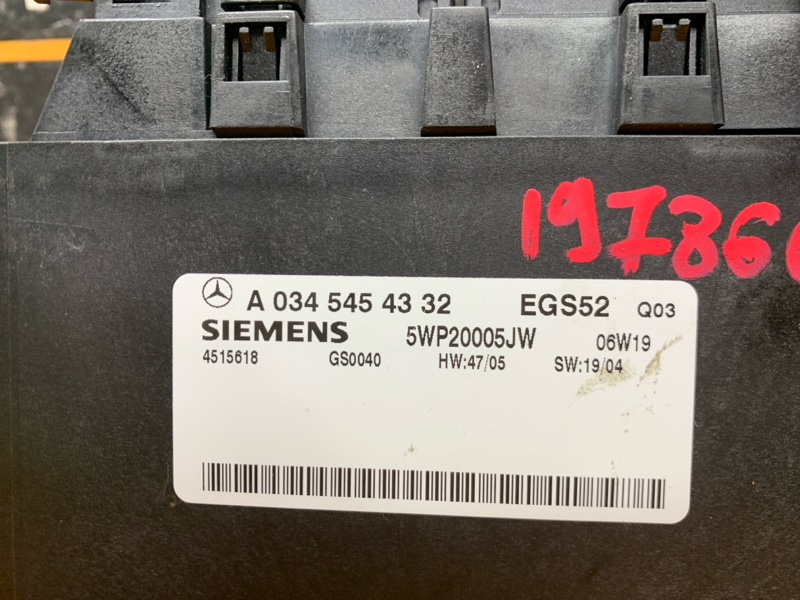 19786
A 034 545 43 32 EGS52 Q03
SIEMENS 5WP20005JW 06W19
4515618 GS0040 HW:47/05 SW:19/04